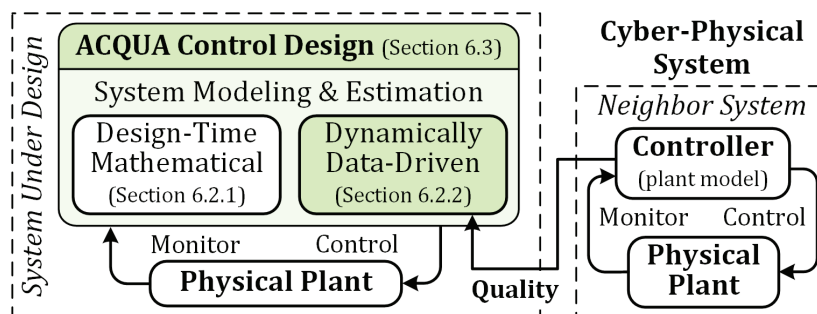 System Under Design
ACQUA Control Design (Section 6.3)
System Modeling & Estimation
Design-Time
Mathematical
(Section 6.2.1)
Dynamically
Data-Driven
(Section 6.2.2)
Monitor
Control
Physical Plant
Quality
Cyber-Physical
System
Neighbor System
Controller
(plant model)
Monitor
Control
Physical
Plant